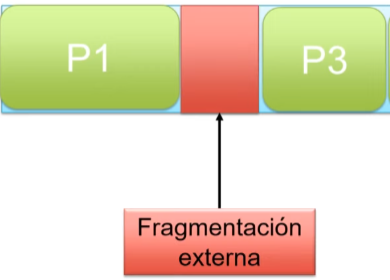 P1
P3
Fragmentación
externa